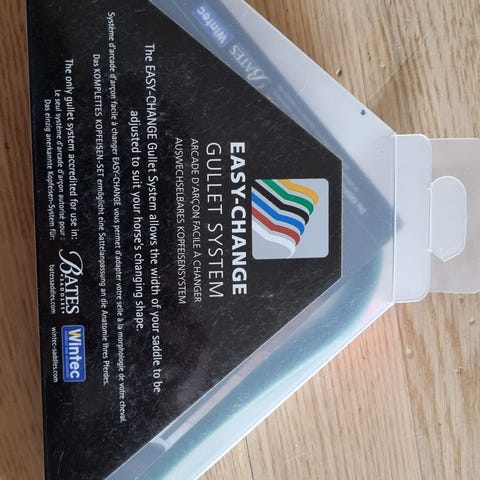 EASY-CHANGE
GULLET SYSTEM
ARCADE D'ARÇON FACILE À CHANGER
AUSWECHSELBARES KOPFEISENSYSTEM
The EASY-CHANGE Gullet System allows the width of your saddle to be
adjusted to suit your horse's changing shape.
Système d'arcade d'arçon facile à changer EASY-CHANGE vous permet d'adapter votre selle à la morphologie de votre cheval.
Das KOMPLETTES KOPFEISEN-SET ermöglicht eine Sattelanpassung an die Anatomie Ihres Pferdes.
The only gullet system accredited for use in:
Le seul système d'arcade d'arçon autorisé pour :
Das einzig anerkannte Kopfeisen-System für:
BATES
SADDLES
batessaddles.com
Wintec
wintec-saddles.com
Wintec
BATES